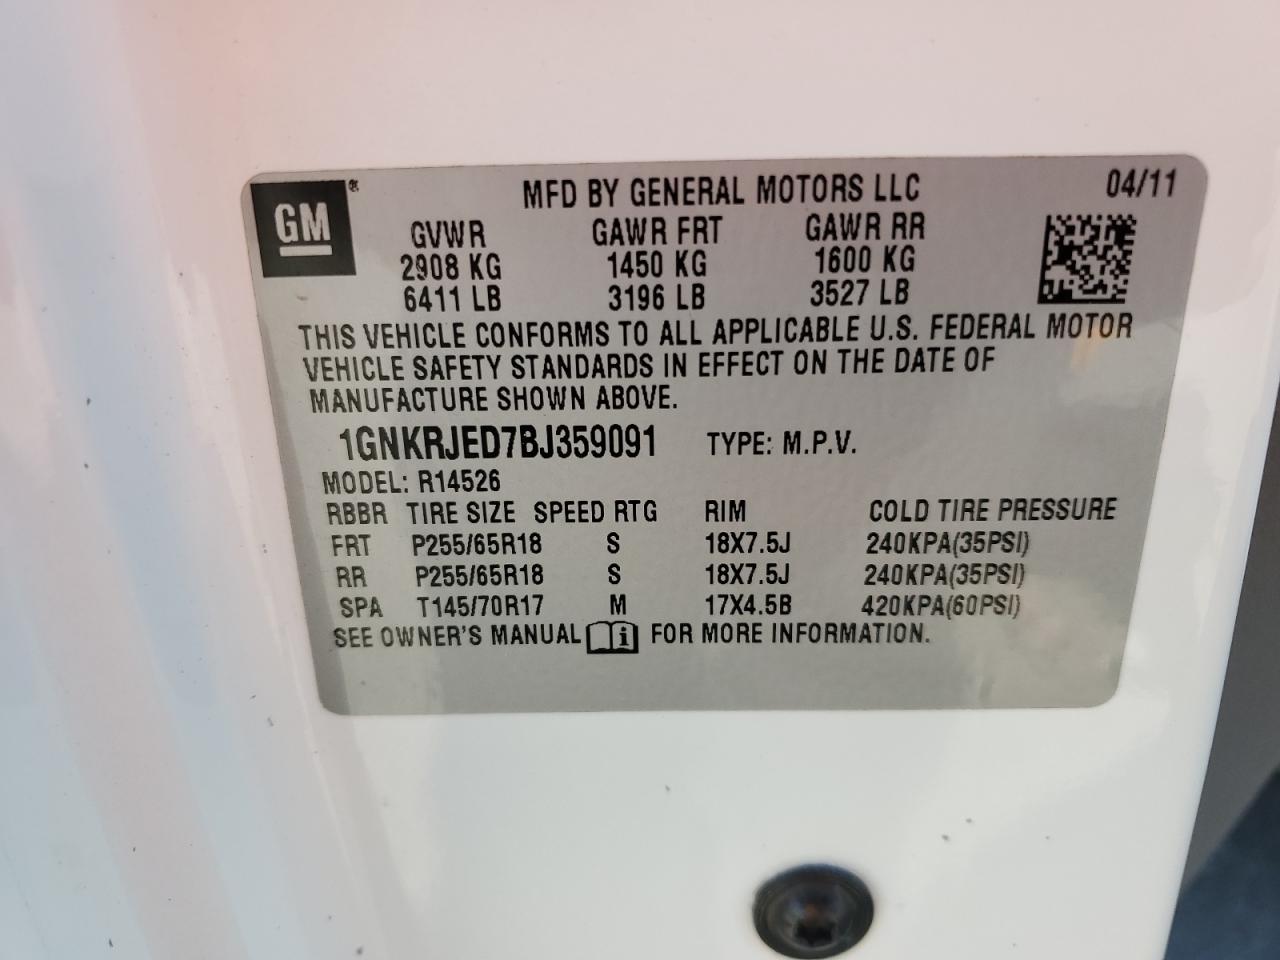 GM ® MFD BY GENERAL MOTORS LLC 04/11
GVWR GAWR FRT GAWR RR
2908 KG 1450 KG 1600 KG
6411 LB 3196 LB 3527 LB
THIS VEHICLE CONFORMS TO ALL APPLICABLE U.S. FEDERAL MOTOR
VEHICLE SAFETY STANDARDS IN EFFECT ON THE DATE OF
MANUFACTURE SHOWN ABOVE.
1GNKRJED7BJ359091 TYPE: M.P.V.
MODEL: R14526
RBBR TIRE SIZE SPEED RTG RIM COLD TIRE PRESSURE
FRT P255/65R18 S 18X7.5J 240KPA(35PSI)
RR P255/65R18 S 18X7.5J 240KPA(35PSI)
SPA T145/70R17 M 17X4.5B 420KPA(60PSI)
SEE OWNER'S MANUAL i FOR MORE INFORMATION.